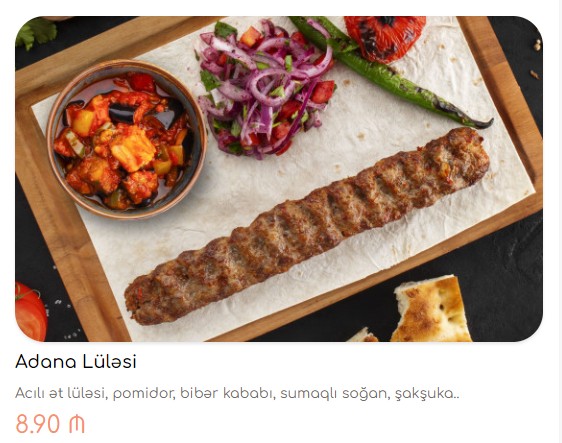 Adana Lüləsi
Acılı ət lüləsi, pomidor, bibər kababı, sumaqlı soğan, şakşuka..
8.90 ₼